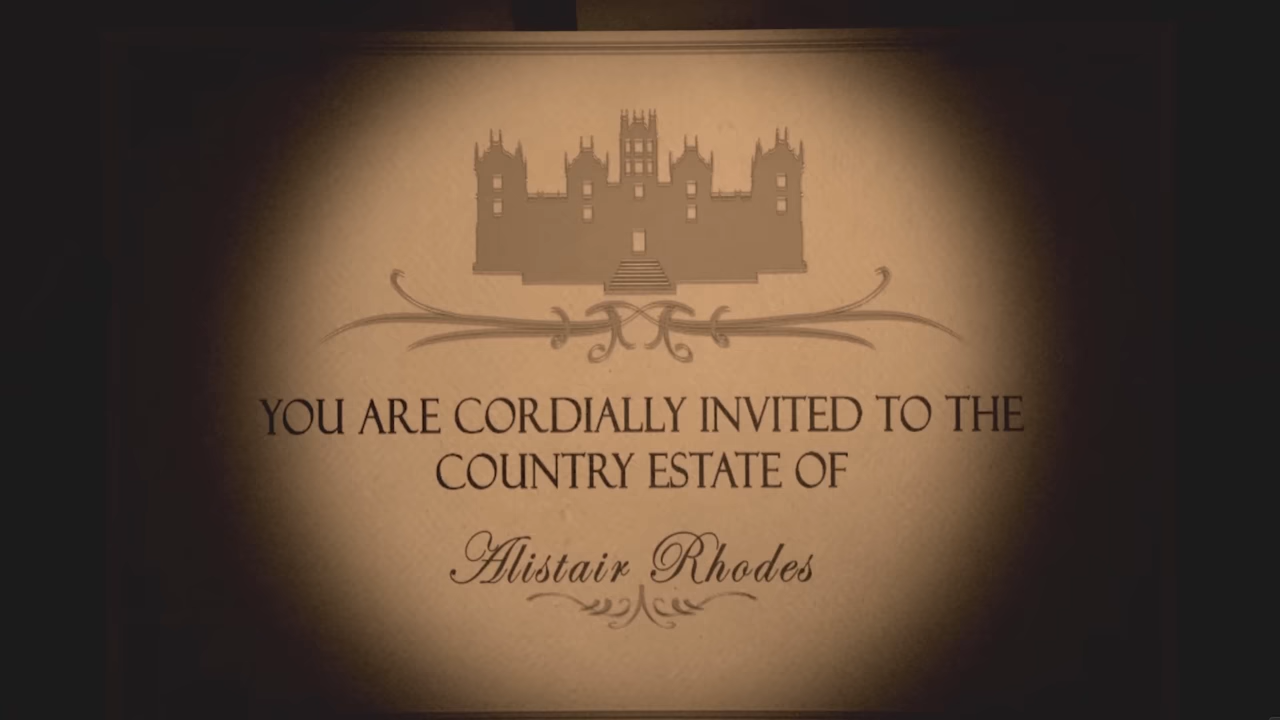 YOU ARE CORDIALLY INVITED TO THE
COUNTRY ESTATE OF
Alistair Rhodes